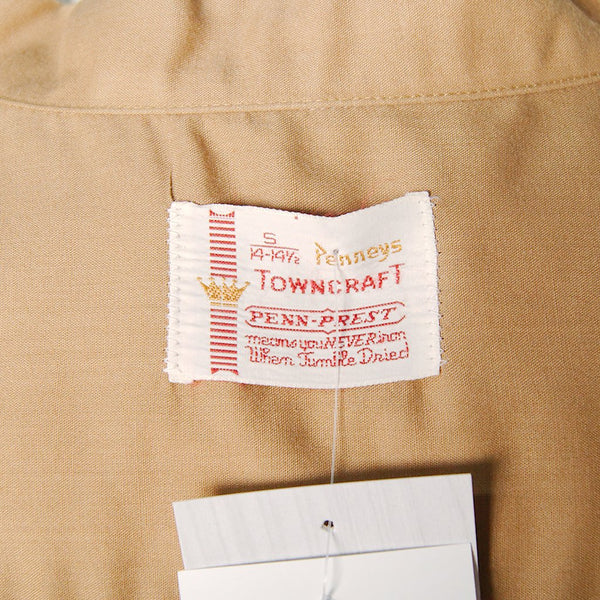 S
14-14½ Penneys
TOWNCRAFT
PENN-PREST
means you NEVER iron
When Tumble Dried